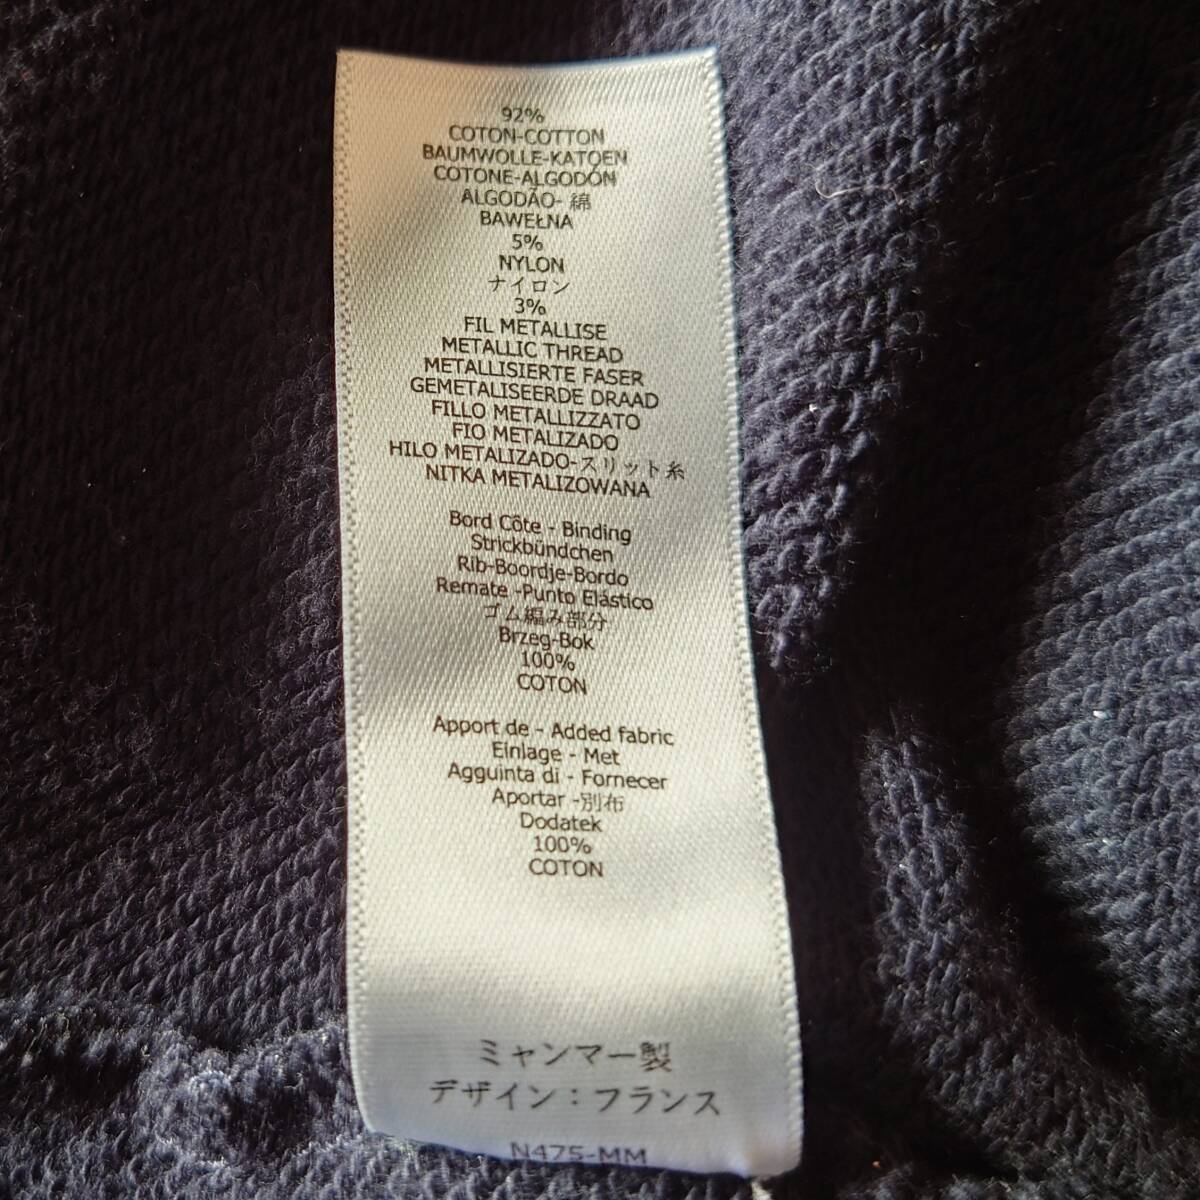 92%
COTON-COTTON
BAUMWOLLE-KATOEN
COTONE-ALGODÓN
ALGODÃO- 綿
BAWEŁNA
5%
NYLON
ナイロン
3%
FIL METALLISE
METALLIC THREAD
METALLISIERTE FASER
GEMETALISEERDE DRAAD
FILLO METALLIZZATO
FIO METALIZADO
HILO METALIZADO-スリット糸
NITKA METALIZOWANA
Bord Côte - Binding
Strickbündchen
Rib-Boordje-Bordo
Remate -Punto Elástico
ゴム編み部分
Brzeg-Bok
100%
COTON
Apport de - Added fabric
Einlage - Met
Agguinta di - Fornecer
Aportar -別布
Dodatek
100%
COTON
ミャンマー製
デザイン：フランス
N475-MM